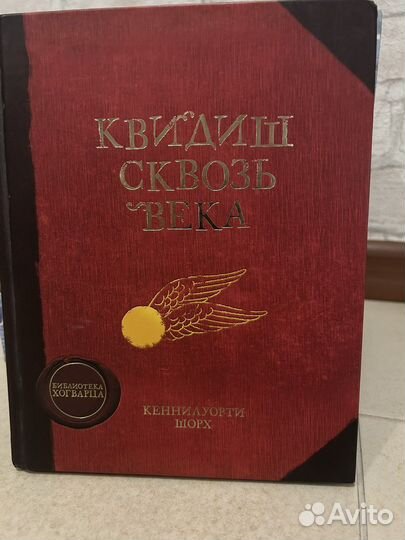 КВИДИШ
СКВОЗЬ
ВЕКА
БИБЛИОТЕКА
ХОГВАРЦА
КЕННИЛУОРТИ
ШОРХ
Avito